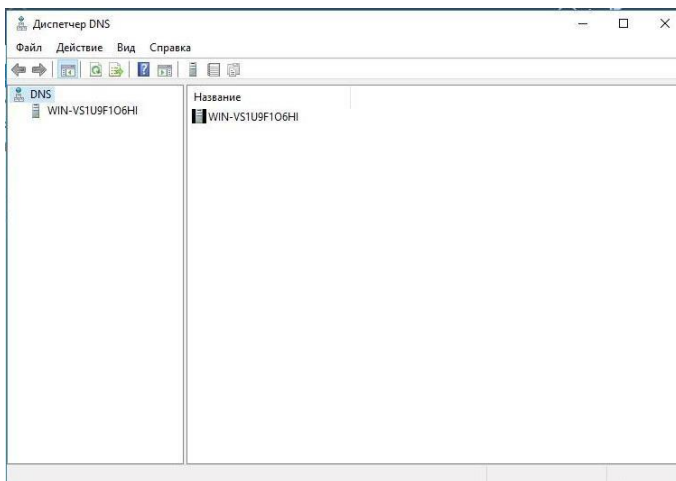 Диспетчер DNS
Файл Действие Вид Справка
DNS
WIN-VS1U9F1O6HI
Название
WIN-VS1U9F1O6HI